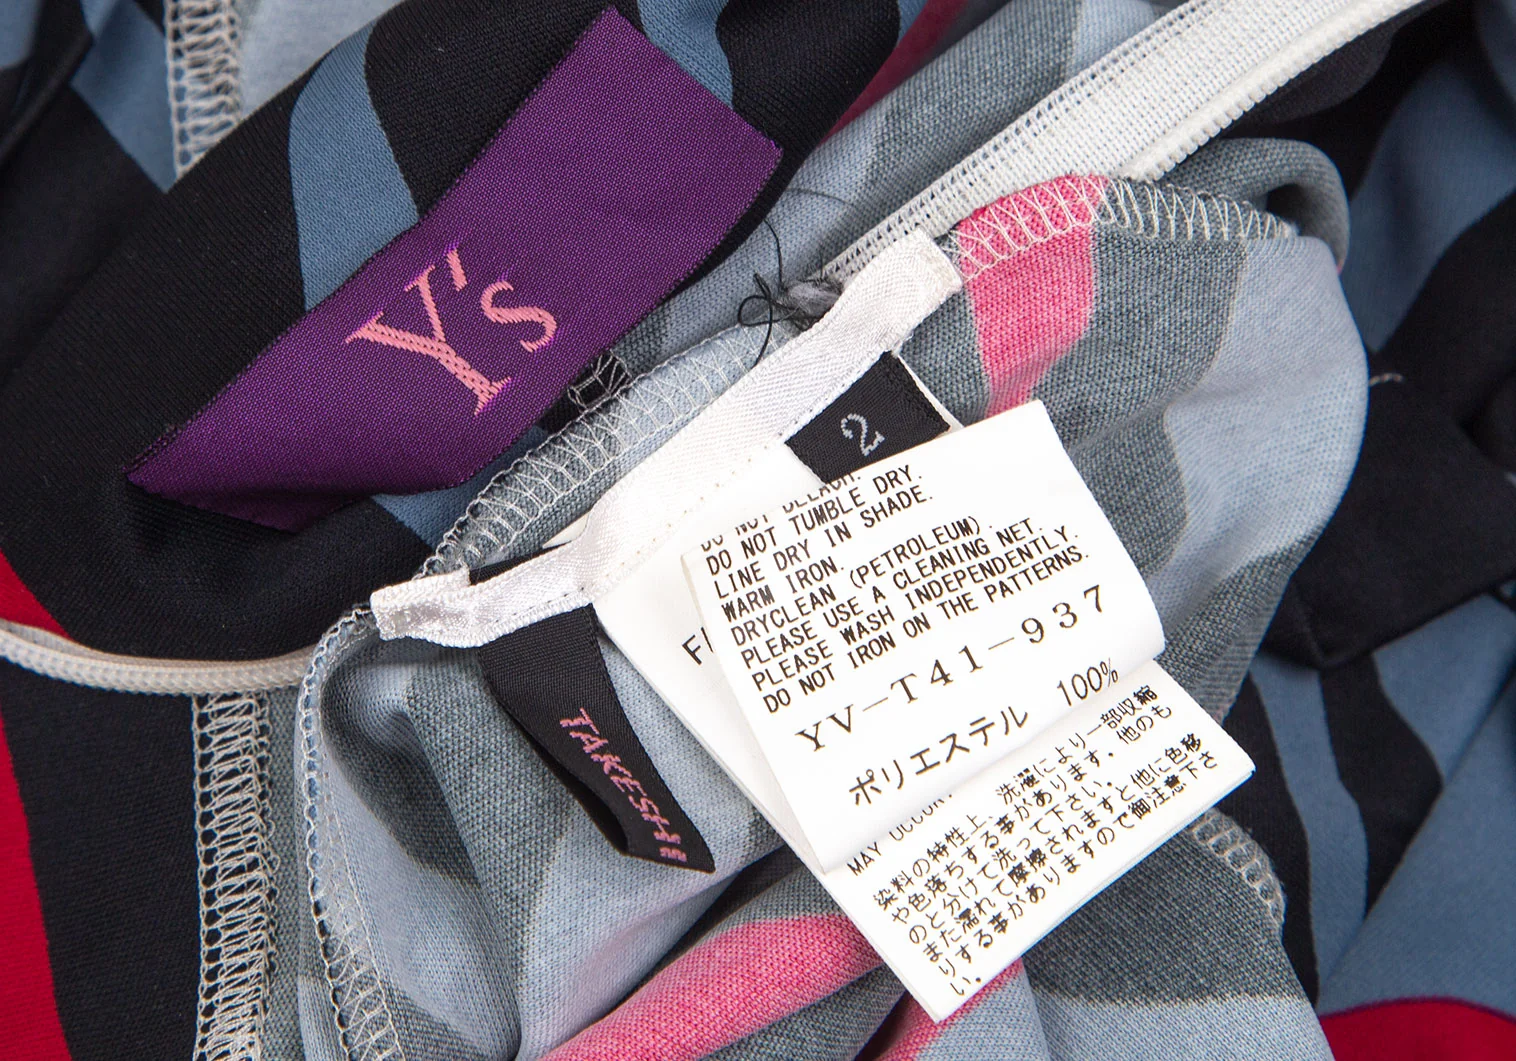 Y's
2
DO NOT TUMBLE DRY.
LINE DRY IN SHADE.
WARM IRON.
DRYCLEAN (PETROLEUM).
PLEASE USE A CLEANING NET.
PLEASE WASH INDEPENDENTLY.
DO NOT IRON ON THE PATTERNS.
YV-T41-937
ポリエステル 100%
MAY OCCUR.
染料の特性上、洗濯により一部収縮
や色落ちする事があります。他のも
のと分けて洗って下さい。
また濡れて摩擦されますと他に色移
りする事がありますので御注意下さ
い。
TAKESHI